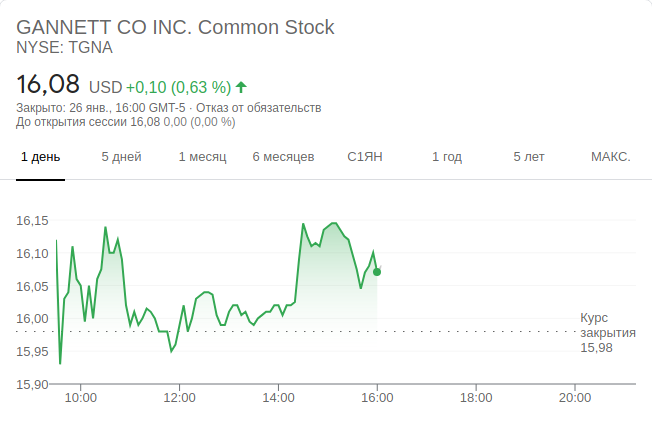 GANNETT CO INC. Common Stock
NYSE: TGNA
16,08 USD +0,10 (0,63 %)
Закрыто: 26 янв., 16:00 GMT-5 · Отказ от обязательств
До открытия сессии 16,08 0,00 (0,00 %)
1 день 5 дней 1 месяц 6 месяцев С1ЯН 1 год 5 лет МАКС.
16,15
16,10
16,05
16,00
Курс
закрытия
15,98
15,95
15,90
10:00 12:00 14:00 16:00 18:00 20:00